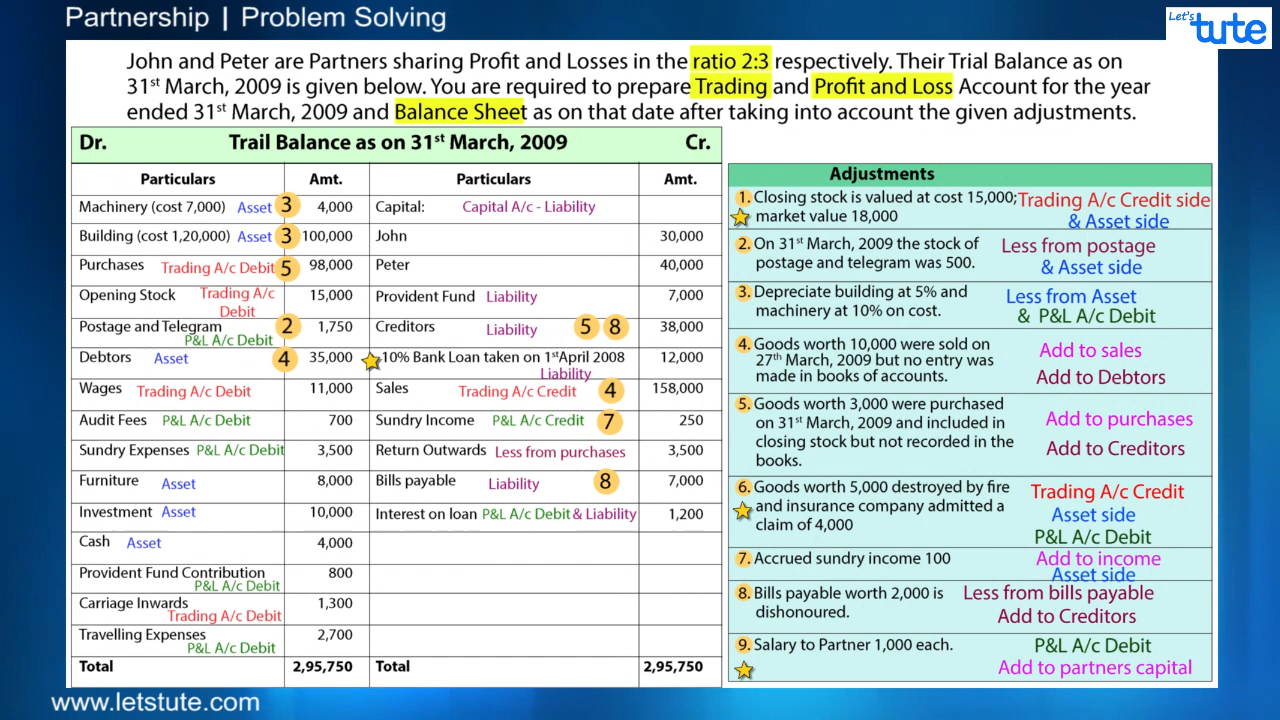 Partnership | Problem Solving
Let's
tute
John and Peter are Partners sharing Profit and Losses in the ratio 2:3 respectively. Their Trial Balance as on
31st March, 2009 is given below. You are required to prepare Trading and Profit and Loss Account for the year
ended 31st March, 2009 and Balance Sheet as on that date after taking into account the given adjustments.
Dr. Trail Balance as on 31st March, 2009 Cr.
Particulars Amt. Particulars Amt.
Machinery (cost 7,000) Asset 3 4,000 Capital: Capital A/c - Liability
Building (cost 1,20,000) Asset 3 100,000 John 30,000
Purchases Trading A/c Debit 5 98,000 Peter 40,000
Opening Stock Trading A/c
Debit 15,000 Provident Fund Liability 7,000
Postage and Telegram
P&L A/c Debit 2 1,750 Creditors Liability 5 8 38,000
Debtors Asset 4 35,000 10% Bank Loan taken on 1st April 2008
Liability 12,000
Wages Trading A/c Debit 11,000 Sales Trading A/c Credit 4 158,000
Audit Fees P&L A/c Debit 700 Sundry Income P&L A/c Credit 7 250
Sundry Expenses P&L A/c Debit 3,500 Return Outwards Less from purchases 3,500
Furniture Asset 8,000 Bills payable Liability 8 7,000
Investment Asset 10,000 Interest on loan P&L A/c Debit & Liability 1,200
Cash Asset 4,000
Provident Fund Contribution
P&L A/c Debit 800
Carriage Inwards
Trading A/c Debit 1,300
Travelling Expenses
P&L A/c Debit 2,700
Total 2,95,750 Total 2,95,750
Adjustments
1. Closing stock is valued at cost 15,000; Trading A/c Credit side
market value 18,000 & Asset side
2. On 31st March, 2009 the stock of Less from postage
postage and telegram was 500. & Asset side
3. Depreciate building at 5% and Less from Asset
machinery at 10% on cost. & P&L A/c Debit
4. Goods worth 10,000 were sold on Add to sales
27th March, 2009 but no entry was
made in books of accounts. Add to Debtors
5. Goods worth 3,000 were purchased
on 31st March, 2009 and included in Add to purchases
closing stock but not recorded in the Add to Creditors
books.
6. Goods worth 5,000 destroyed by fire Trading A/c Credit
and insurance company admitted a Asset side
claim of 4,000 P&L A/c Debit
7. Accrued sundry income 100 Add to income
Asset side
8. Bills payable worth 2,000 is Less from bills payable
dishonoured. Add to Creditors
9. Salary to Partner 1,000 each. P&L A/c Debit
Add to partners capital
www.letstute.com